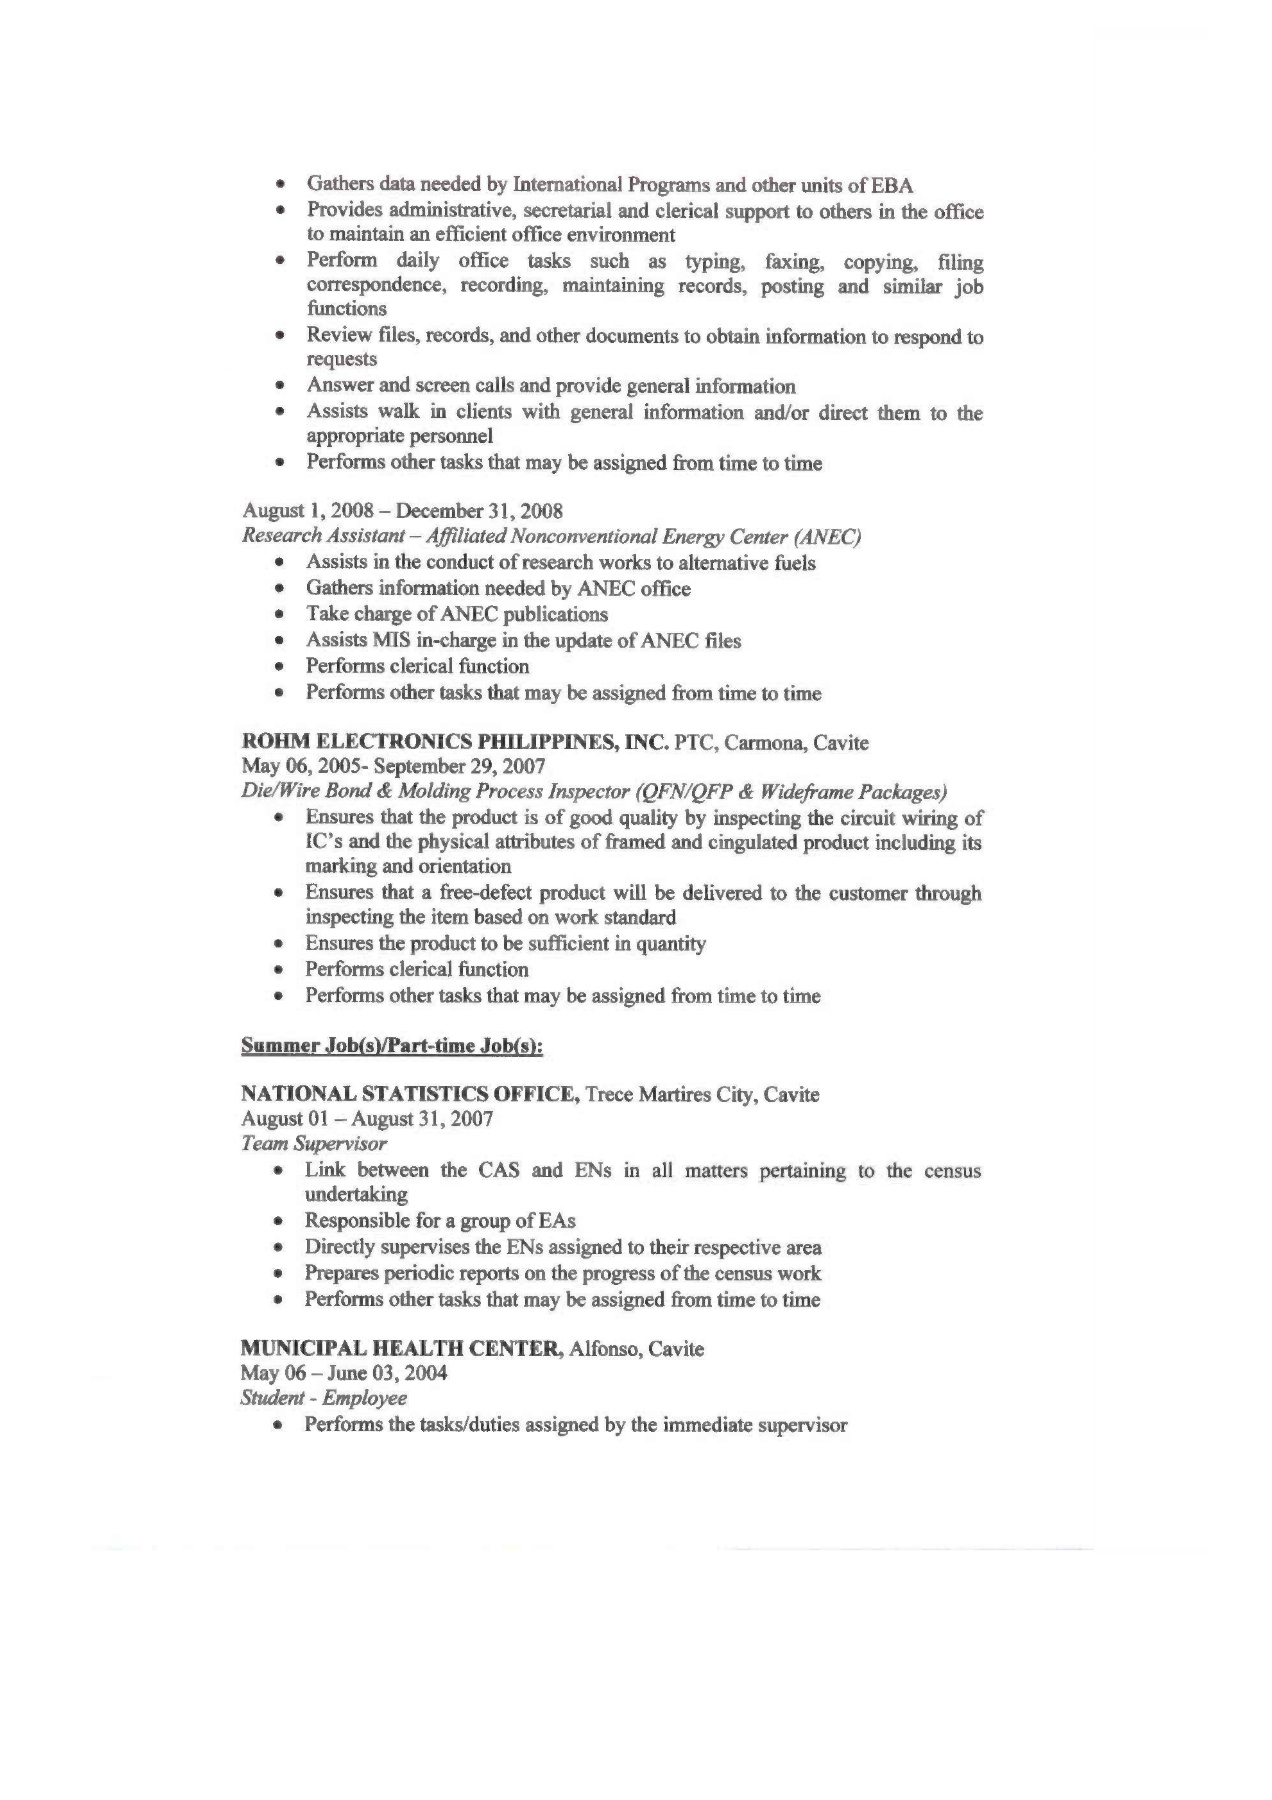 • Gathers data needed by International Programs and other units of EBA
• Provides administrative, secretarial and clerical support to others in the office
to maintain an efficient office environment
• Perform daily office tasks such as typing, faxing, copying, filing
correspondence, recording, maintaining records, posting and similar job
functions
• Review files, records, and other documents to obtain information to respond to
requests
• Answer and screen calls and provide general information
• Assists walk in clients with general information and/or direct them to the
appropriate personnel
• Performs other tasks that may be assigned from time to time
August 1, 2008 – December 31, 2008
Research Assistant – Affiliated Nonconventional Energy Center (ANEC)
• Assists in the conduct of research works to alternative fuels
• Gathers information needed by ANEC office
• Take charge of ANEC publications
• Assists MIS in-charge in the update of ANEC files
• Performs clerical function
• Performs other tasks that may be assigned from time to time
ROHM ELECTRONICS PHILIPPINES, INC. PTC, Carmona, Cavite
May 06, 2005- September 29, 2007
Die/Wire Bond & Molding Process Inspector (QFN/QFP & Wideframe Packages)
• Ensures that the product is of good quality by inspecting the circuit wiring of
IC's and the physical attributes of framed and cingulated product including its
marking and orientation
• Ensures that a free-defect product will be delivered to the customer through
inspecting the item based on work standard
• Ensures the product to be sufficient in quantity
• Performs clerical function
• Performs other tasks that may be assigned from time to time
Summer Job(s)/Part-time Job(s):
NATIONAL STATISTICS OFFICE, Trece Martires City, Cavite
August 01 – August 31, 2007
Team Supervisor
• Link between the CAS and ENs in all matters pertaining to the census
undertaking
• Responsible for a group of EAs
• Directly supervises the ENs assigned to their respective area
• Prepares periodic reports on the progress of the census work
• Performs other tasks that may be assigned from time to time
MUNICIPAL HEALTH CENTER, Alfonso, Cavite
May 06 – June 03, 2004
Student - Employee
• Performs the tasks/duties assigned by the immediate supervisor